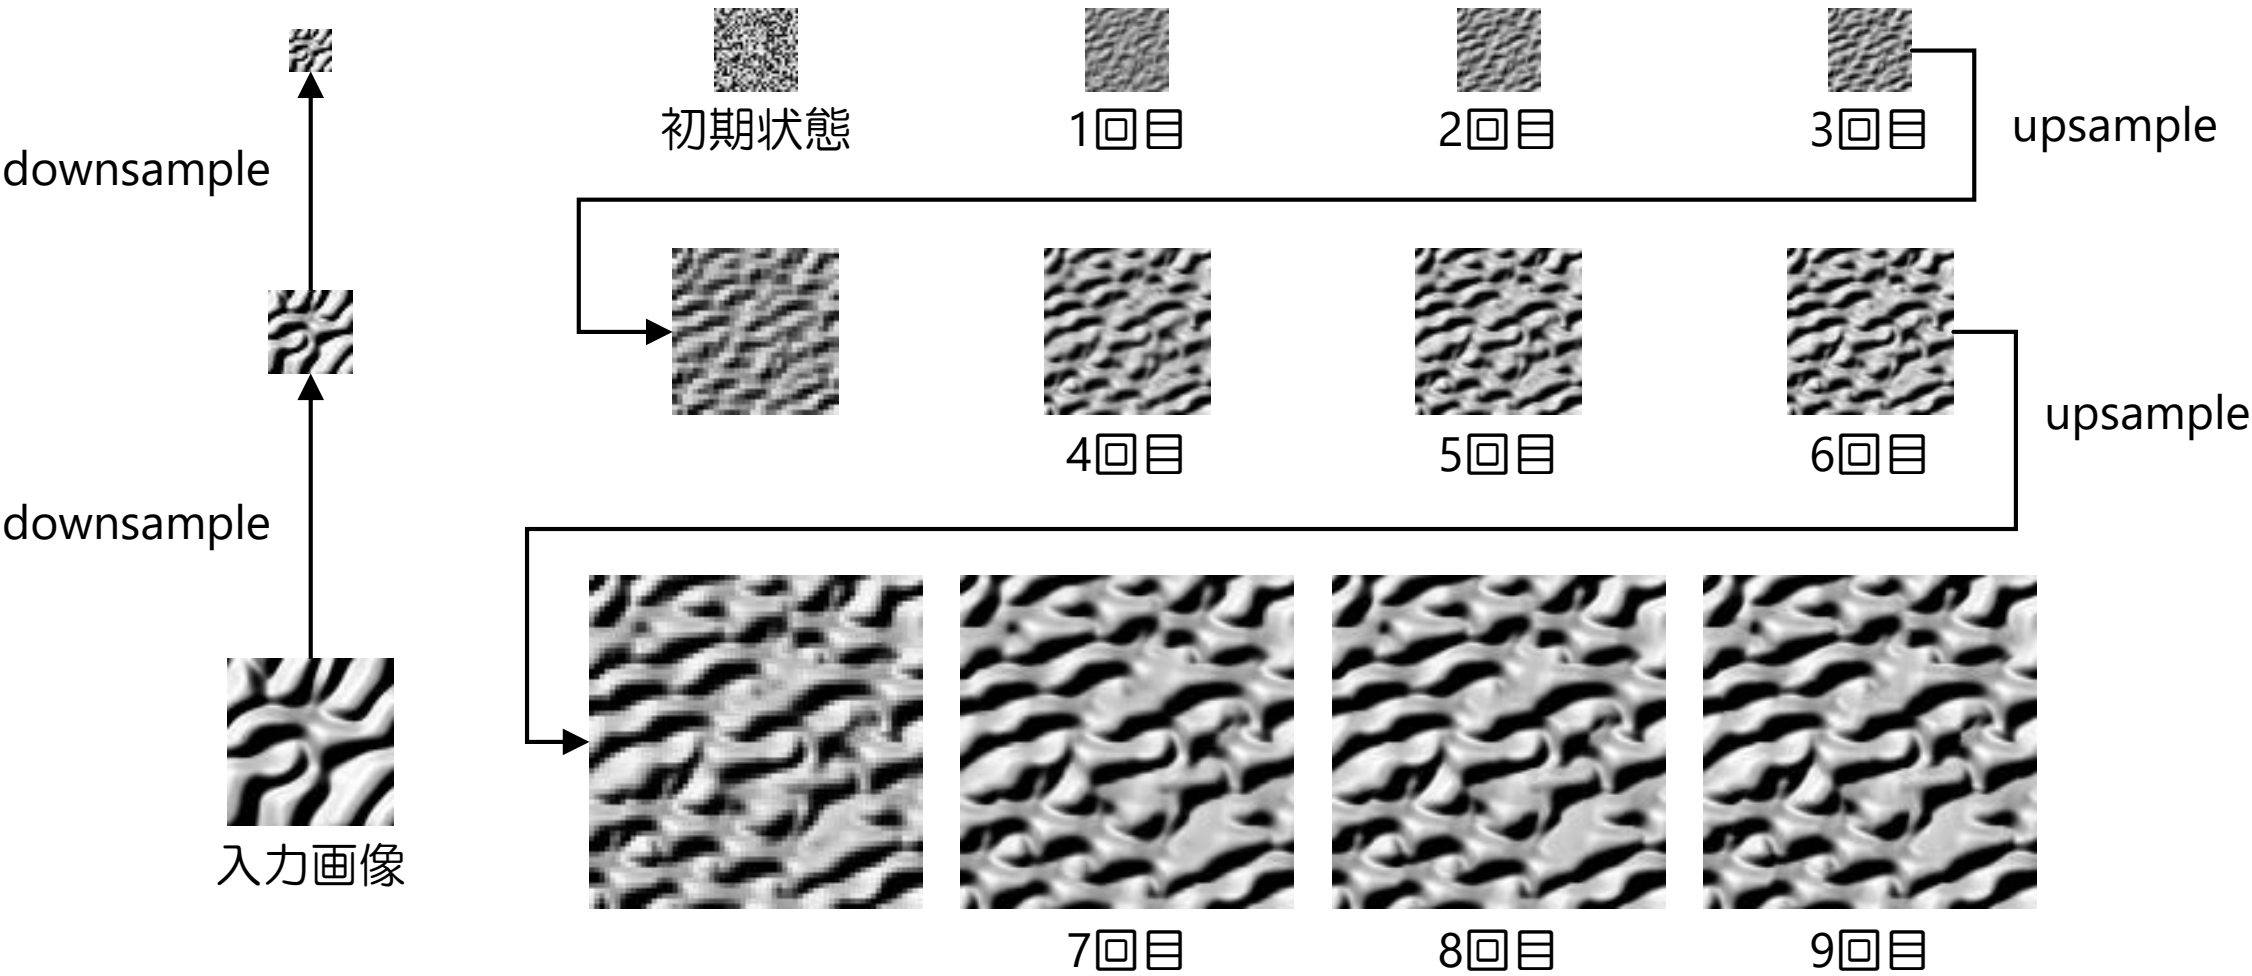 初期状態
1回目
2回目
3回目
upsample
downsample
4回目
5回目
6回目
upsample
downsample
入力画像
7回目
8回目
9回目